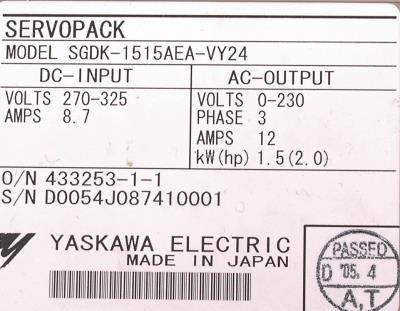 SERVOPACK
MODEL SGDK-1515AEA-VY24
DC-INPUT
VOLTS 270-325
AMPS 8.7
AC-OUTPUT
VOLTS 0-230
PHASE 3
AMPS 12
kW(hp) 1.5(2.0)
O/N 433253-1-1
S/N D0054J087410001
YASKAWA ELECTRIC
MADE IN JAPAN
PASSED
D '05. 4
A,T